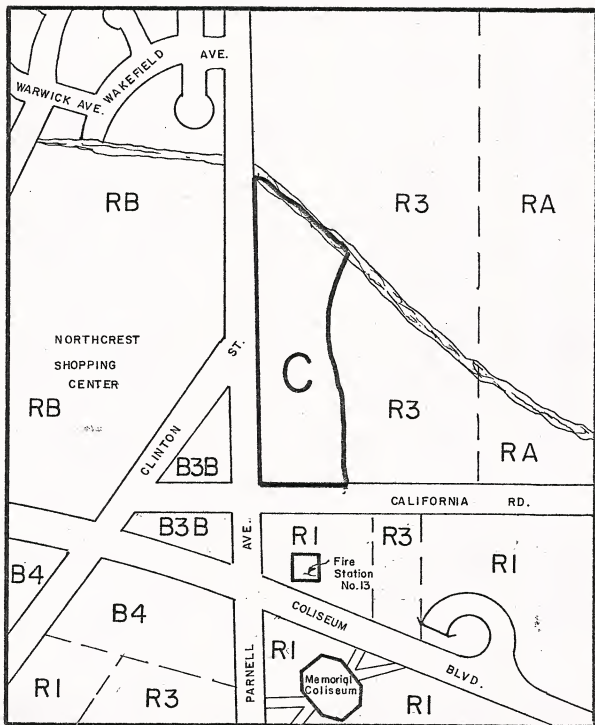 WAKEFIELD AVE.
WARWICK AVE.
RB
R3
RA
NORTHCREST
SHOPPING
CENTER
RB
CLINTON ST.
C
R3
RA
B3B
CALIFORNIA RD.
B3B
R1
R3
R1
Fire
Station
No. 13
B4
B4
COLISEUM BLVD.
PARNELL AVE.
R1
R1
R3
Memorial
Coliseum
R1